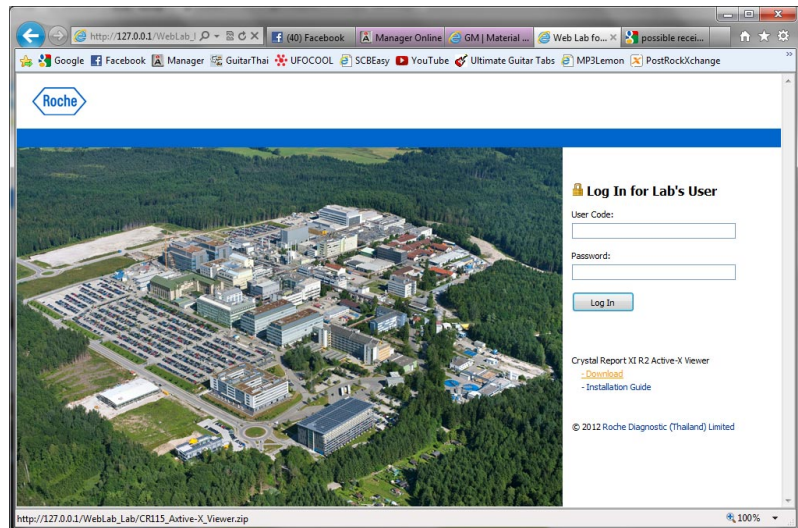 http://127.0.0.1/WebLab_l
(40) Facebook
Manager Online
GM | Material ...
Web Lab fo...
possible recei...
Google
Facebook
Manager
GuitarThai
UFOCOOL
SCBEasy
YouTube
Ultimate Guitar Tabs
MP3Lemon
PostRockXchange
Roche
Log In for Lab's User
User Code:
Password:
Log In
Crystal Report XI R2 Active-X Viewer
- Download
- Installation Guide
© 2012 Roche Diagnostic (Thailand) Limited
http://127.0.0.1/WebLab_Lab/CR115_Axtive-X_Viewer.zip
100%